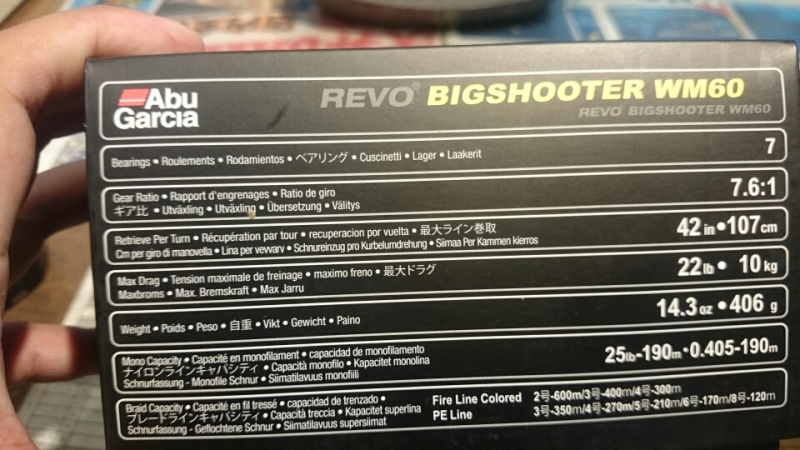 Abu
Garcia
REVO® BIGSHOOTER WM60
REVO BIGSHOOTER WM60
Bearings • Roulements • Rodamientos • ベアリング • Cuscinetti • Lager • Laakerit
7
Gear Ratio • Rapport d'engrenages • Ratio de giro
ギア比 • Utväxling • Utväxling • Übersetzung • Välitys
7.6:1
Retrieve Per Turn • Récupération par tour • recuperacion por vuelta • 最大ライン巻取
Cm per giro di manovella • Lina per vevvarv • Schnureinzug pro Kurbelumdrehung • Siimaa Per Kammen kierros
42in•107cm
Max Drag • Tension maximale de freinage • maximo freno • 最大ドラグ
Maxbroms • Max. Bremskraft • Max Jarru
22lb • 10kg
Weight • Poids • Peso • 自重 • Vikt • Gewicht • Paino
14.3oz • 406 g
Mono Capacity • Capacité en monofilament • capacidad de monofilamento
ナイロンラインキャパシティ • Capacità monofilo • Kapacitet monolina
Schnurfassung - Monofile Schnur • Siimatilavuus monofiili
25lb-190m • 0.405-190m
Braid Capacity • Capacité en fil tressé • capacidad de trenzado •
ブレードラインキャパシティ • Capacità treccia • Kapacitet superlina
Schnurfassung - Geflochtene Schnur • Siimatilavuus supersiimat
Fire Line Colored 2号-600m/3号-400m/4号-300m
PE Line 3号-350m/4号-270m/5号-210m/6号-170m/8号-120m